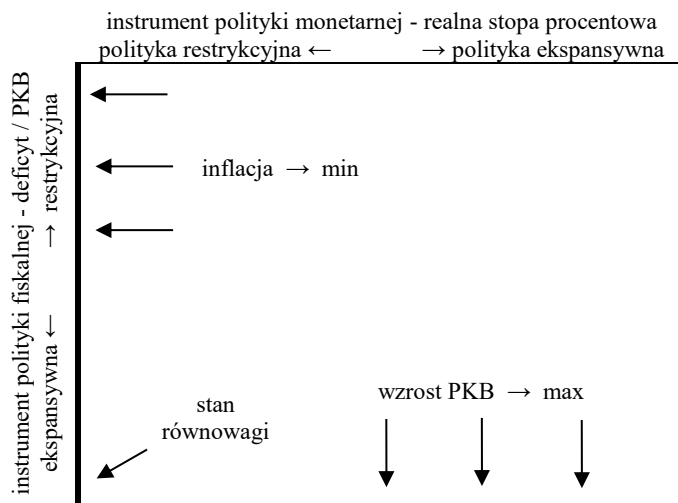 instrument polityki monetarnej - realna stopa procentowa
polityka restrykcyjna ← → polityka ekspansywna
instrument polityki fiskalnej - deficyt / PKB
ekspansywna ← → restrykcyjna
inflacja → min
wzrost PKB → max
stan
równowagi